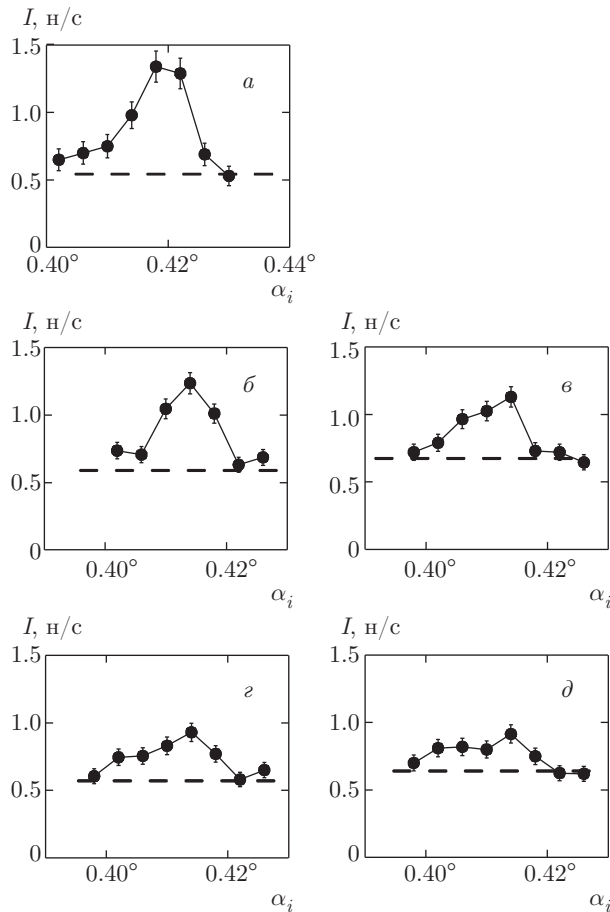 I, н/с
1.5
а
1.0
0.5
0
0.40° 0.42° 0.44°
α_i
I, н/с I, н/с
1.5 1.5
б в
1.0 1.0
0.5 0.5
0 0
0.40° 0.42° 0.40° 0.42°
α_i α_i
I, н/с I, н/с
1.5 1.5
г д
1.0 1.0
0.5 0.5
0 0
0.40° 0.42° 0.40° 0.42°
α_i α_i